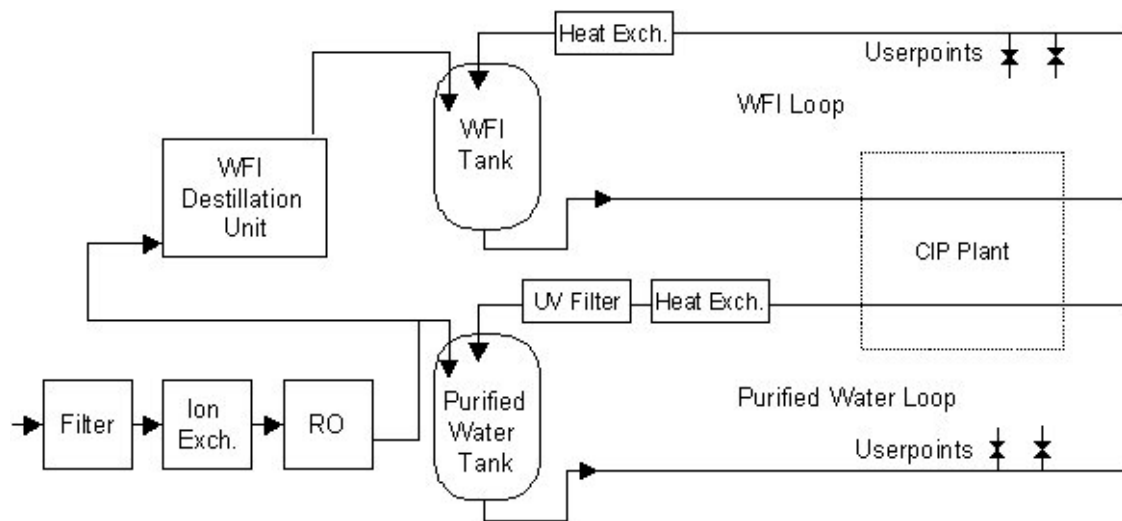 Heat Exch.
Userpoints
WFI Loop
WFI
Tank
WFI
Destillation
Unit
CIP Plant
UV Filter
Heat Exch.
Filter
Ion
Exch.
RO
Purified
Water
Tank
Purified Water Loop
Userpoints